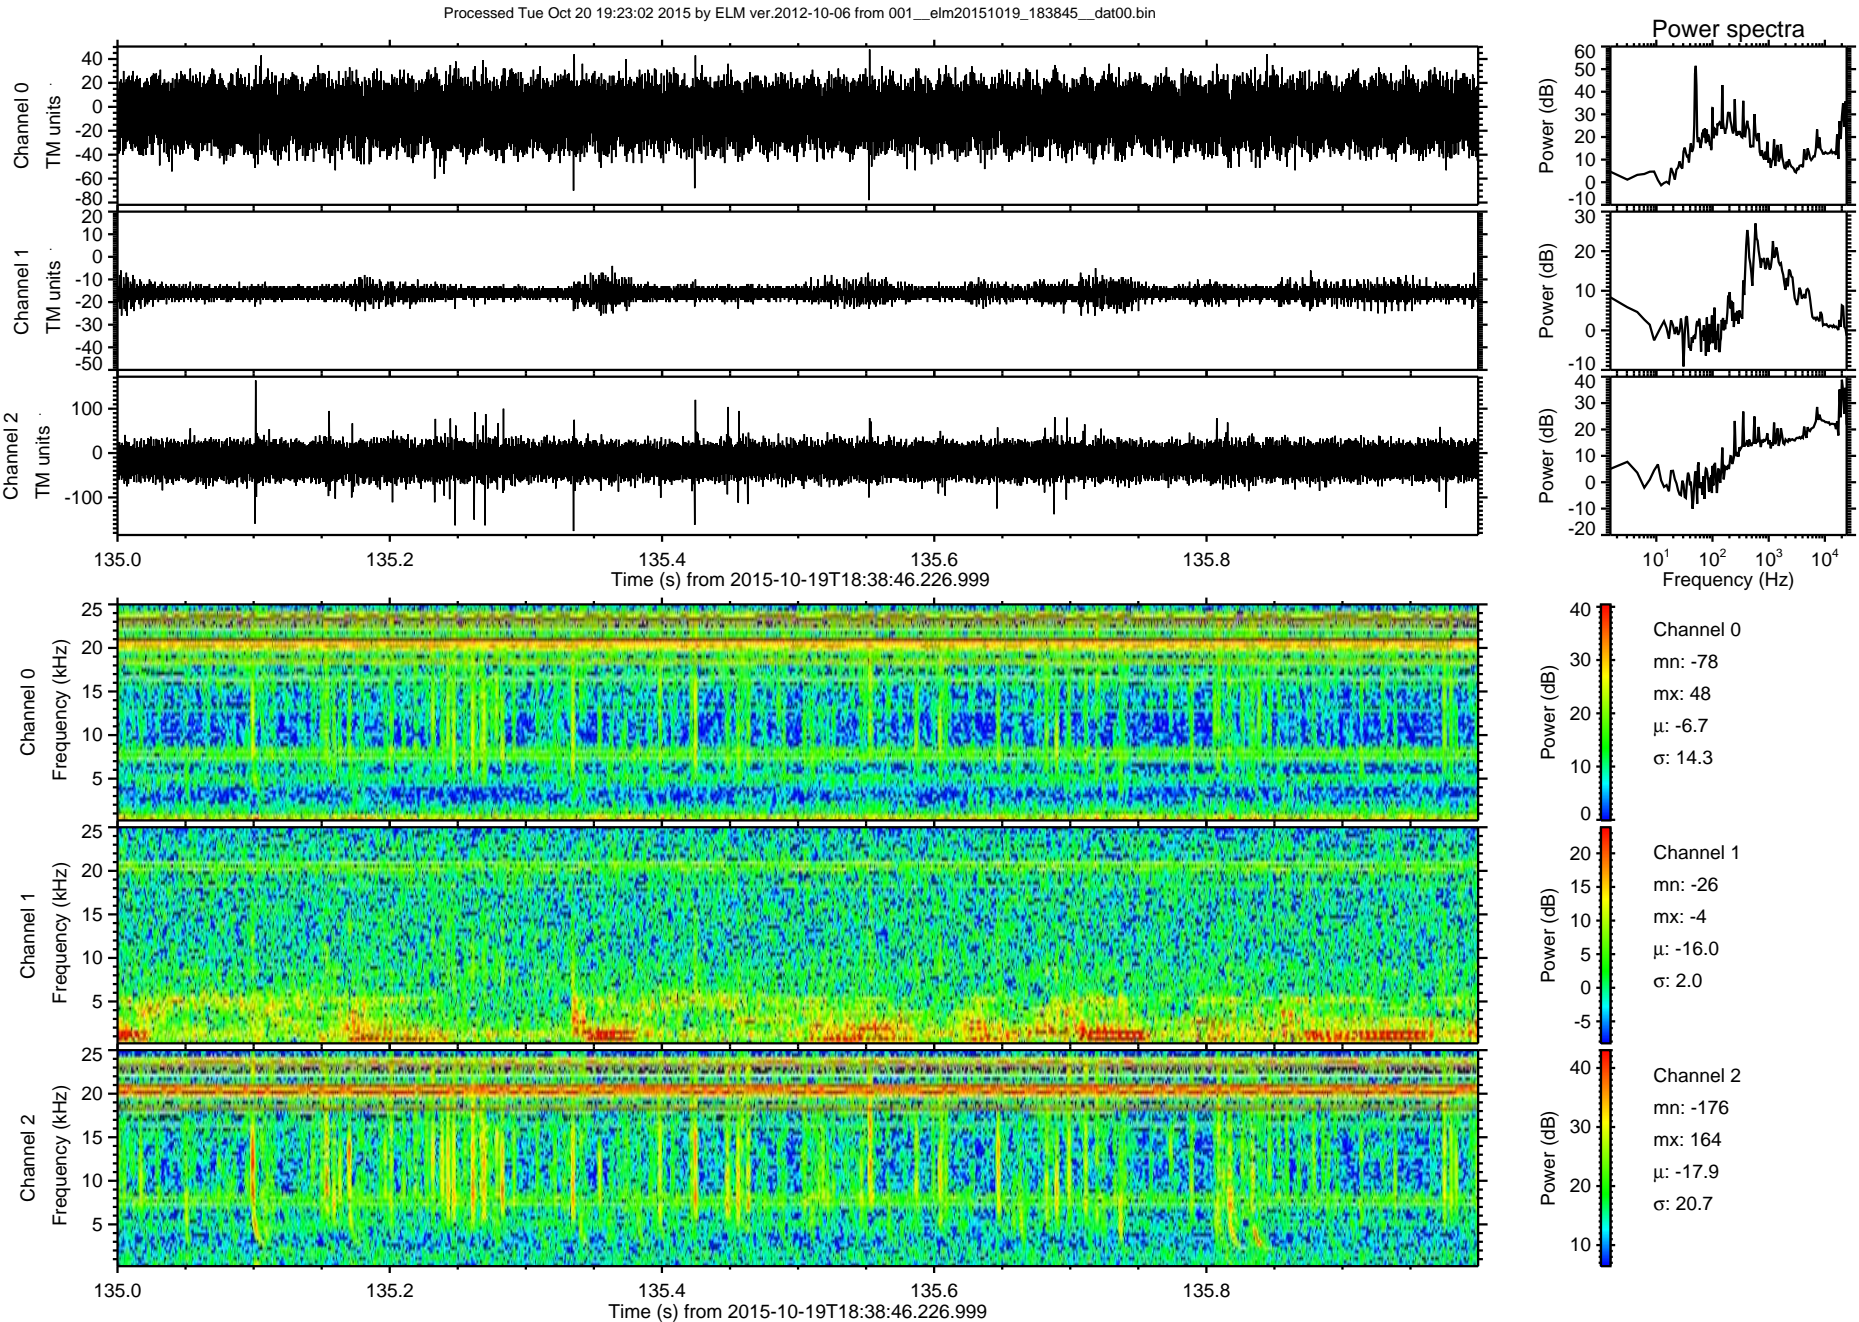 Processed Tue Oct 20 19:23:02 2015 by ELM ver.2012-10-06 from 001__elm20151019_183845__dat00.bin
Power spectra
Channel 0
TM units
40
20
0
-20
-40
-60
-80
Power (dB)
60
50
40
30
20
10
0
-10
Channel 1
TM units
20
10
0
-10
-20
-30
-40
-50
Power (dB)
30
20
10
0
-10
Channel 2
TM units
100
0
-100
Power (dB)
40
30
20
10
0
-10
-20
135.0 135.2 135.4 135.6 135.8
Time (s) from 2015-10-19T18:38:46.226.999
10¹ 10² 10³ 10⁴
Frequency (Hz)
Channel 0
Frequency (kHz)
25
20
15
10
5
Power (dB)
40
30
20
10
0
Channel 0
mn: -78
mx: 48
μ: -6.7
σ: 14.3
Channel 1
Frequency (kHz)
25
20
15
10
5
Power (dB)
20
15
10
5
0
-5
Channel 1
mn: -26
mx: -4
μ: -16.0
σ: 2.0
Channel 2
Frequency (kHz)
25
20
15
10
5
Power (dB)
40
30
20
10
Channel 2
mn: -176
mx: 164
μ: -17.9
σ: 20.7
135.0 135.2 135.4 135.6 135.8
Time (s) from 2015-10-19T18:38:46.226.999